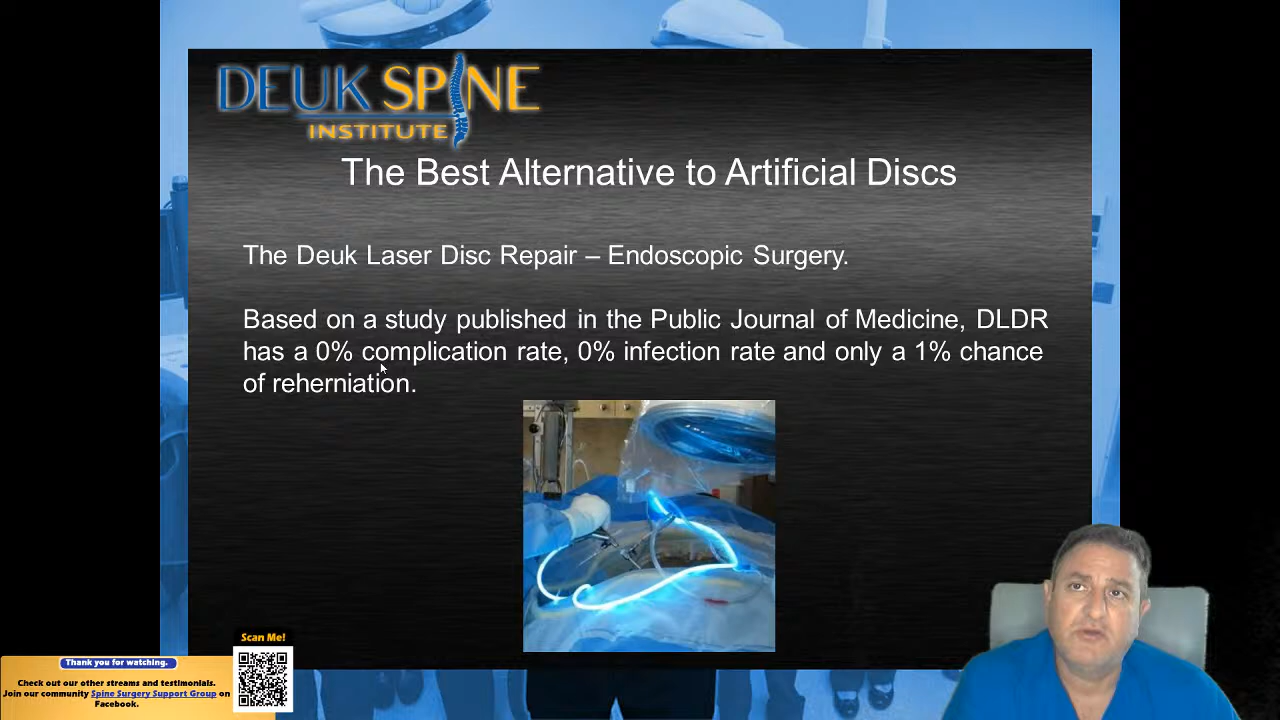 DEUK SPINE
INSTITUTE
The Best Alternative to Artificial Discs
The Deuk Laser Disc Repair – Endoscopic Surgery.
Based on a study published in the Public Journal of Medicine, DLDR
has a 0% complication rate, 0% infection rate and only a 1% chance
of reherniation.
Scan Me!
Thank you for watching.
Check out our other streams and testimonials.
Join our community Spine Surgery Support Group on
Facebook.